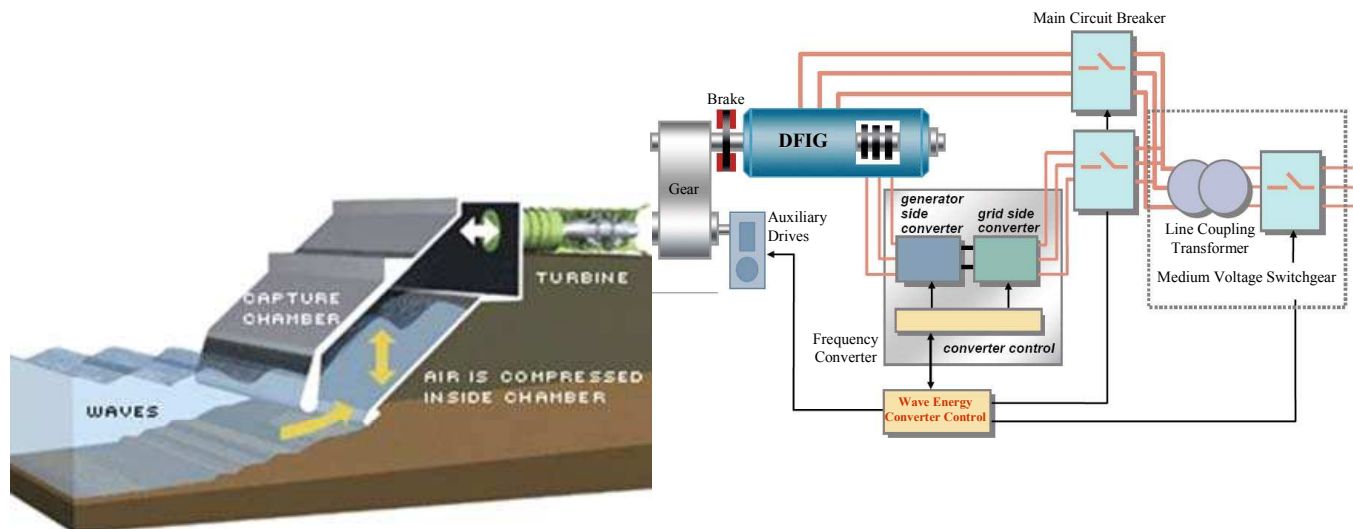 CAPTURE
CHAMBER
TURBINE
AIR IS COMPRESSED
INSIDE CHAMBER
WAVES
Main Circuit Breaker
Brake
DFIG
Gear
Auxiliary
Drives
generator
side
converter
grid side
converter
Line Coupling
Transformer
Medium Voltage Switchgear
Frequency
Converter
converter control
Wave Energy
Converter Control